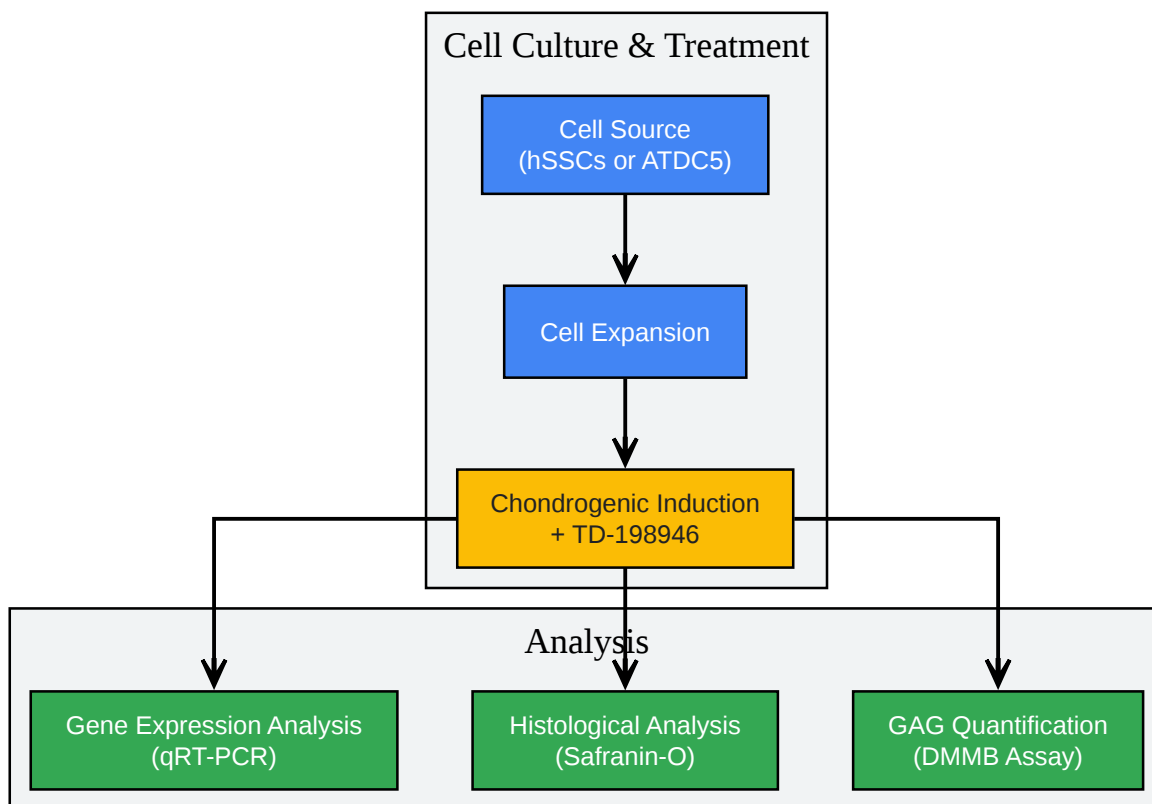 Cell Culture & Treatment
Cell Source
(hSSCs or ATDC5)
Cell Expansion
Chondrogenic Induction
+ TD-198946
Analysis
Gene Expression Analysis
(qRT-PCR)
Histological Analysis
(Safranin-O)
GAG Quantification
(DMMB Assay)